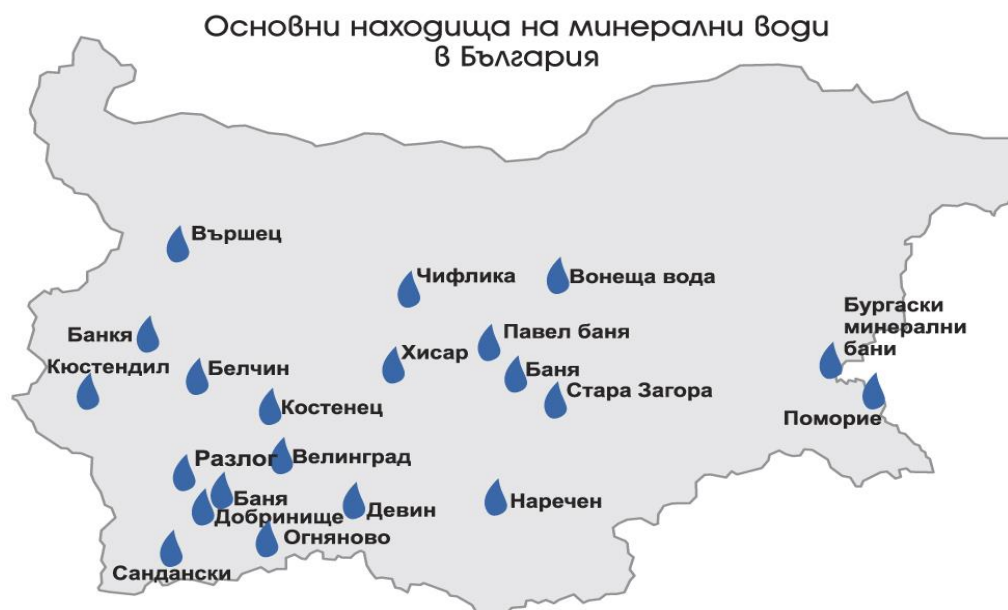 Основни находища на минерални води
в България
Вършец
Чифлика
Вонеща вода
Бургаски
минерални
бани
Банкя
Павел баня
Кюстендил
Белчин
Хисар
Баня
Стара Загора
Костенец
Поморие
Разлог
Велинград
Баня
Добринище
Девин
Наречен
Огняново
Сандански